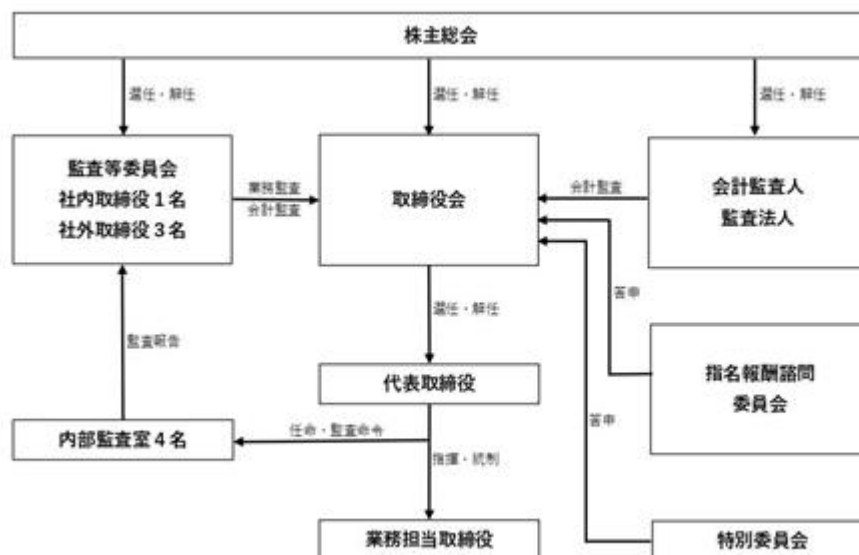 株主総会
選任・解任
選任・解任
選任・解任
監査等委員会
社内取締役1名
社外取締役3名
業務監査
会計監査
取締役会
会計監査
会計監査人
監査法人
選任・解任
答申
監査報告
指名報酬諮問
委員会
代表取締役
答申
任命・監査命令
内部監査室4名
指揮・統制
業務担当取締役
特別委員会